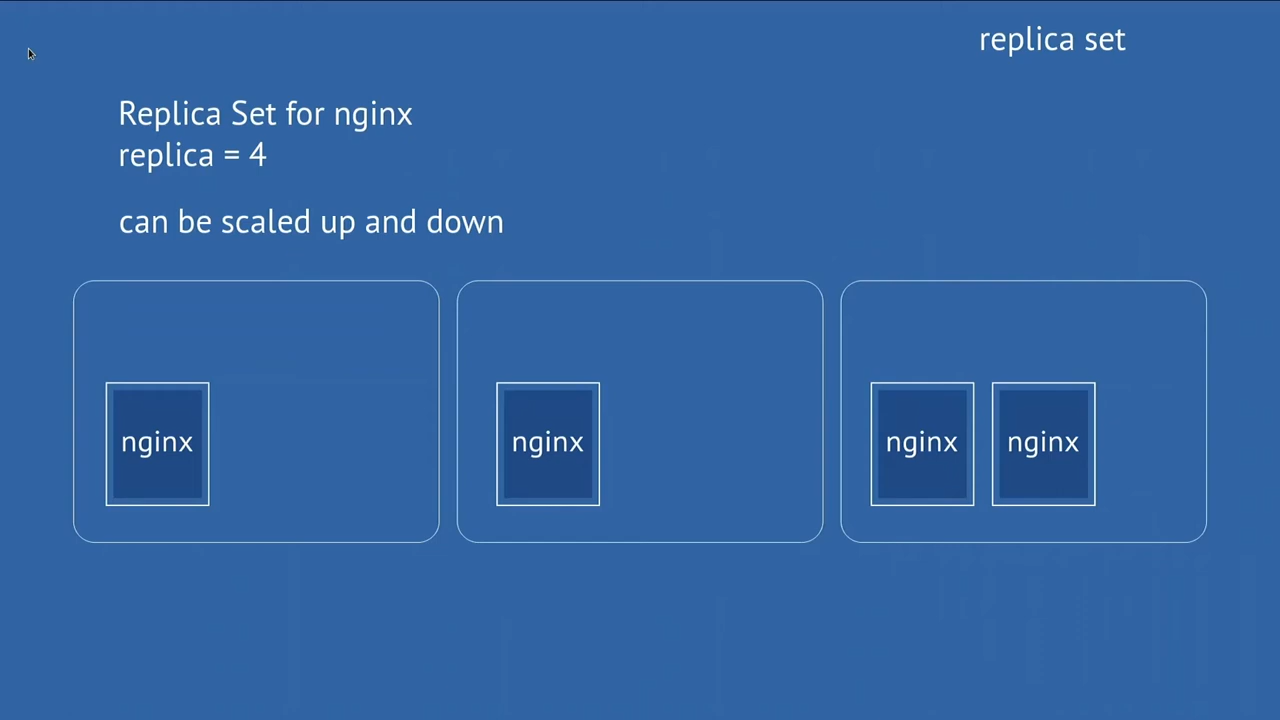 replica set
Replica Set for nginx
replica = 4
can be scaled up and down
nginx
nginx
nginx
nginx